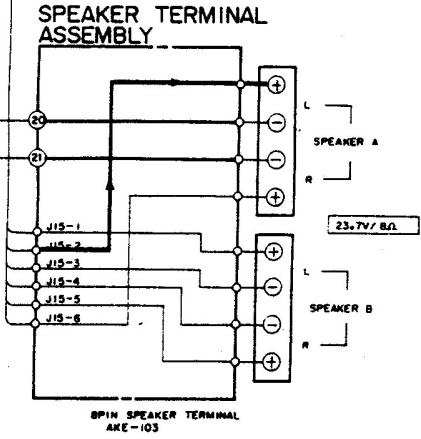 SPEAKER TERMINAL
ASSEMBLY
+
L
20
−
SPEAKER A
21
−
R
+
J15-1
23.7V/8Ω
J15-2
+
L
J15-3
−
J15-4
SPEAKER B
J15-5
−
R
J15-6
+
8PIN SPEAKER TERMINAL
AKE-103